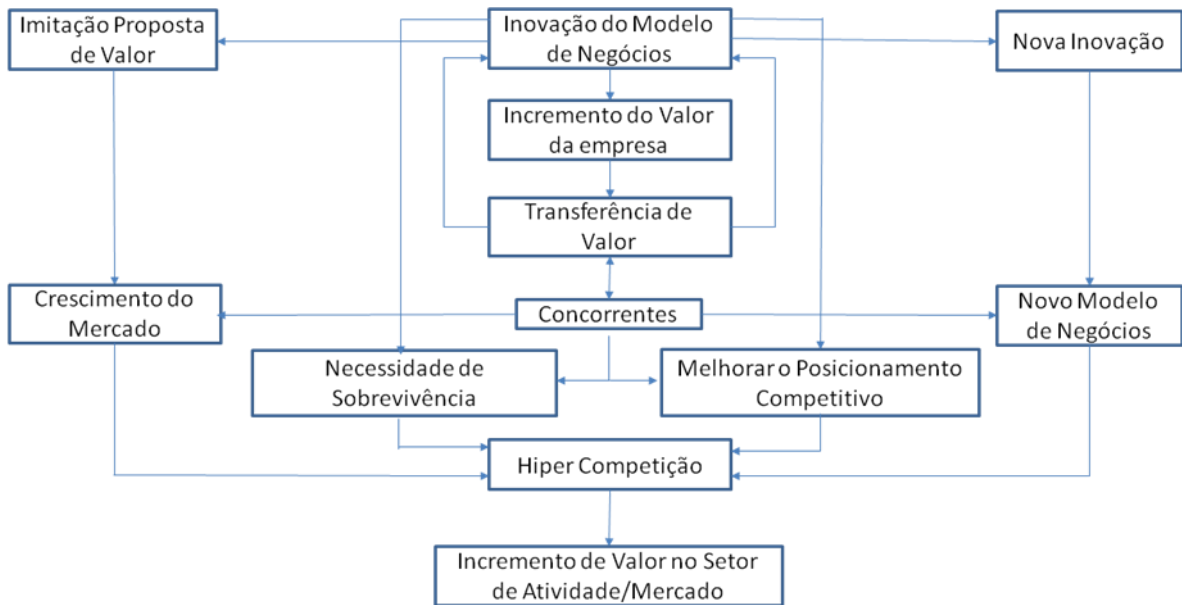 Imitação Proposta
de Valor
Inovação do Modelo
de Negócios
Nova Inovação
Incremento do Valor
da empresa
Transferência de
Valor
Crescimento do
Mercado
Concorrentes
Novo Modelo
de Negócios
Necessidade de
Sobrevivência
Melhorar o Posicionamento
Competitivo
Hiper Competição
Incremento de Valor no Setor
de Atividade/Mercado